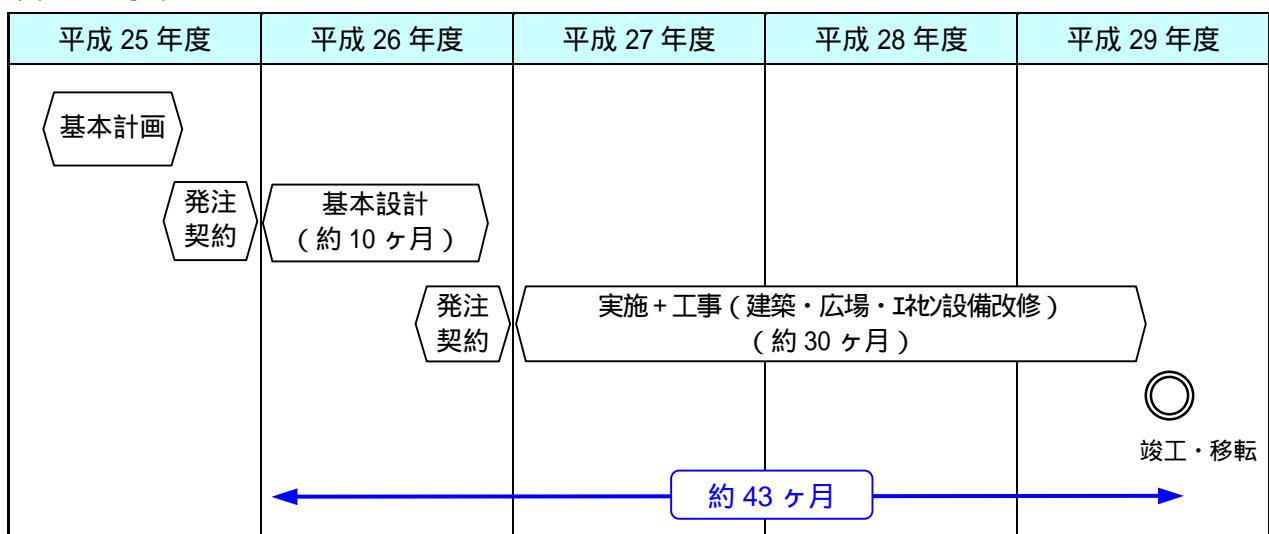 平成 25 年度
平成 26 年度
平成 27 年度
平成 28 年度
平成 29 年度
基本計画
発注
契約
基本設計
（約 10 ヶ月）
発注
契約
実施+工事（建築・広場・ｴﾈｾﾝ設備改修）
（約 30 ヶ月）
竣工・移転
約 43 ヶ月